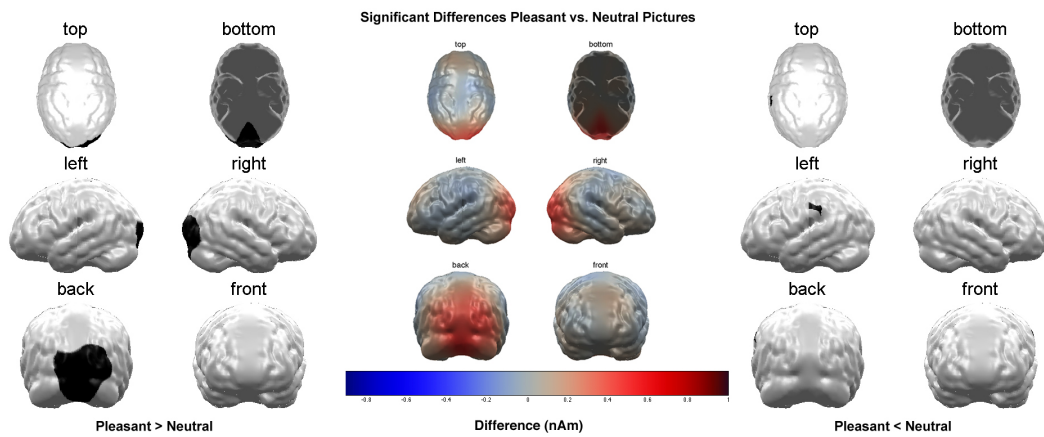 Significant Differences Pleasant vs. Neutral Pictures
top bottom
left right
back front
Pleasant > Neutral
top bottom
left right
back front
-0.8 -0.6 -0.4 -0.2 0 0.2 0.4 0.6 0.8 1
Difference (nAm)
top bottom
left right
back front
Pleasant < Neutral